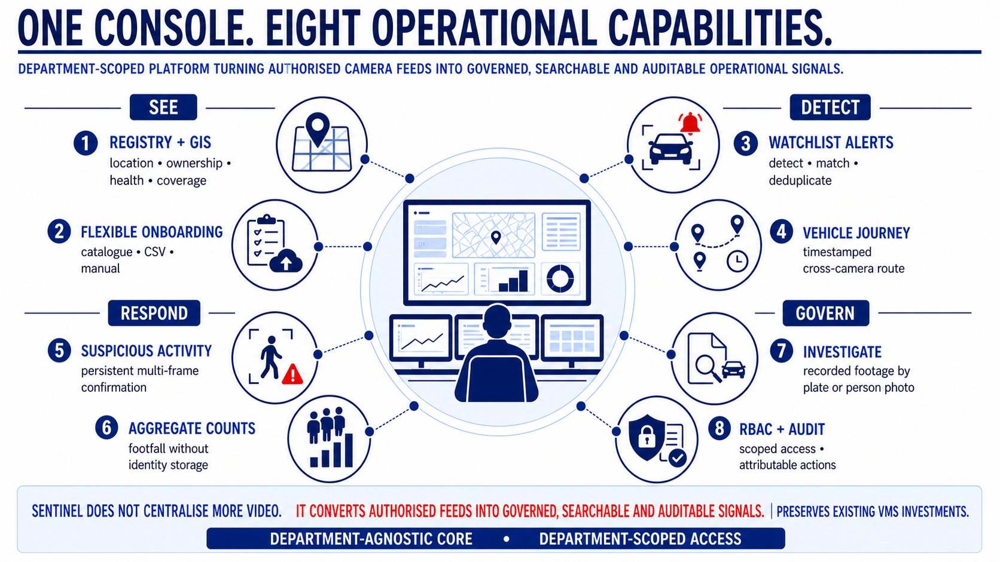 ONE CONSOLE. EIGHT OPERATIONAL CAPABILITIES.
DEPARTMENT-SCOPED PLATFORM TURNING AUTHORISED CAMERA FEEDS INTO GOVERNED, SEARCHABLE AND AUDITABLE OPERATIONAL SIGNALS.
SEE
1 REGISTRY + GIS
location • ownership •
health • coverage
2 FLEXIBLE ONBOARDING
catalogue • CSV •
manual
DETECT
3 WATCHLIST ALERTS
detect • match •
deduplicate
4 VEHICLE JOURNEY
timestamped
cross-camera route
RESPOND
5 SUSPICIOUS ACTIVITY
persistent multi-frame
confirmation
6 AGGREGATE COUNTS
footfall without
identity storage
GOVERN
7 INVESTIGATE
recorded footage by
plate or person photo
8 RBAC + AUDIT
scoped access •
attributable actions
SENTINEL DOES NOT CENTRALISE MORE VIDEO. IT CONVERTS AUTHORISED FEEDS INTO GOVERNED, SEARCHABLE AND AUDITABLE SIGNALS. | PRESERVES EXISTING VMS INVESTMENTS.
DEPARTMENT-AGNOSTIC CORE • DEPARTMENT-SCOPED ACCESS